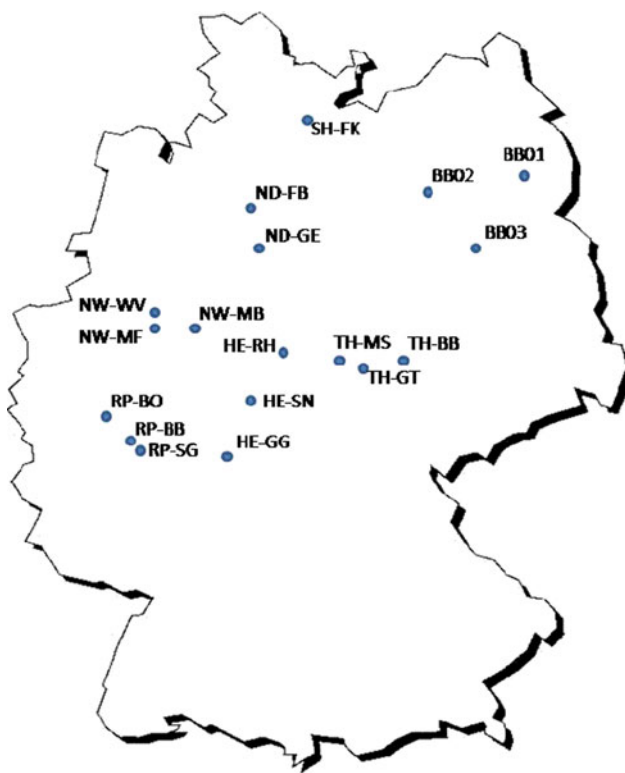 SH-FK
BB01
BB02
ND-FB
ND-GE
BB03
NW-WV
NW-MB
NW-MF
HE-RH
TH-MS
TH-BB
TH-GT
RP-BO
HE-SN
RP-BB
RP-SG
HE-GG